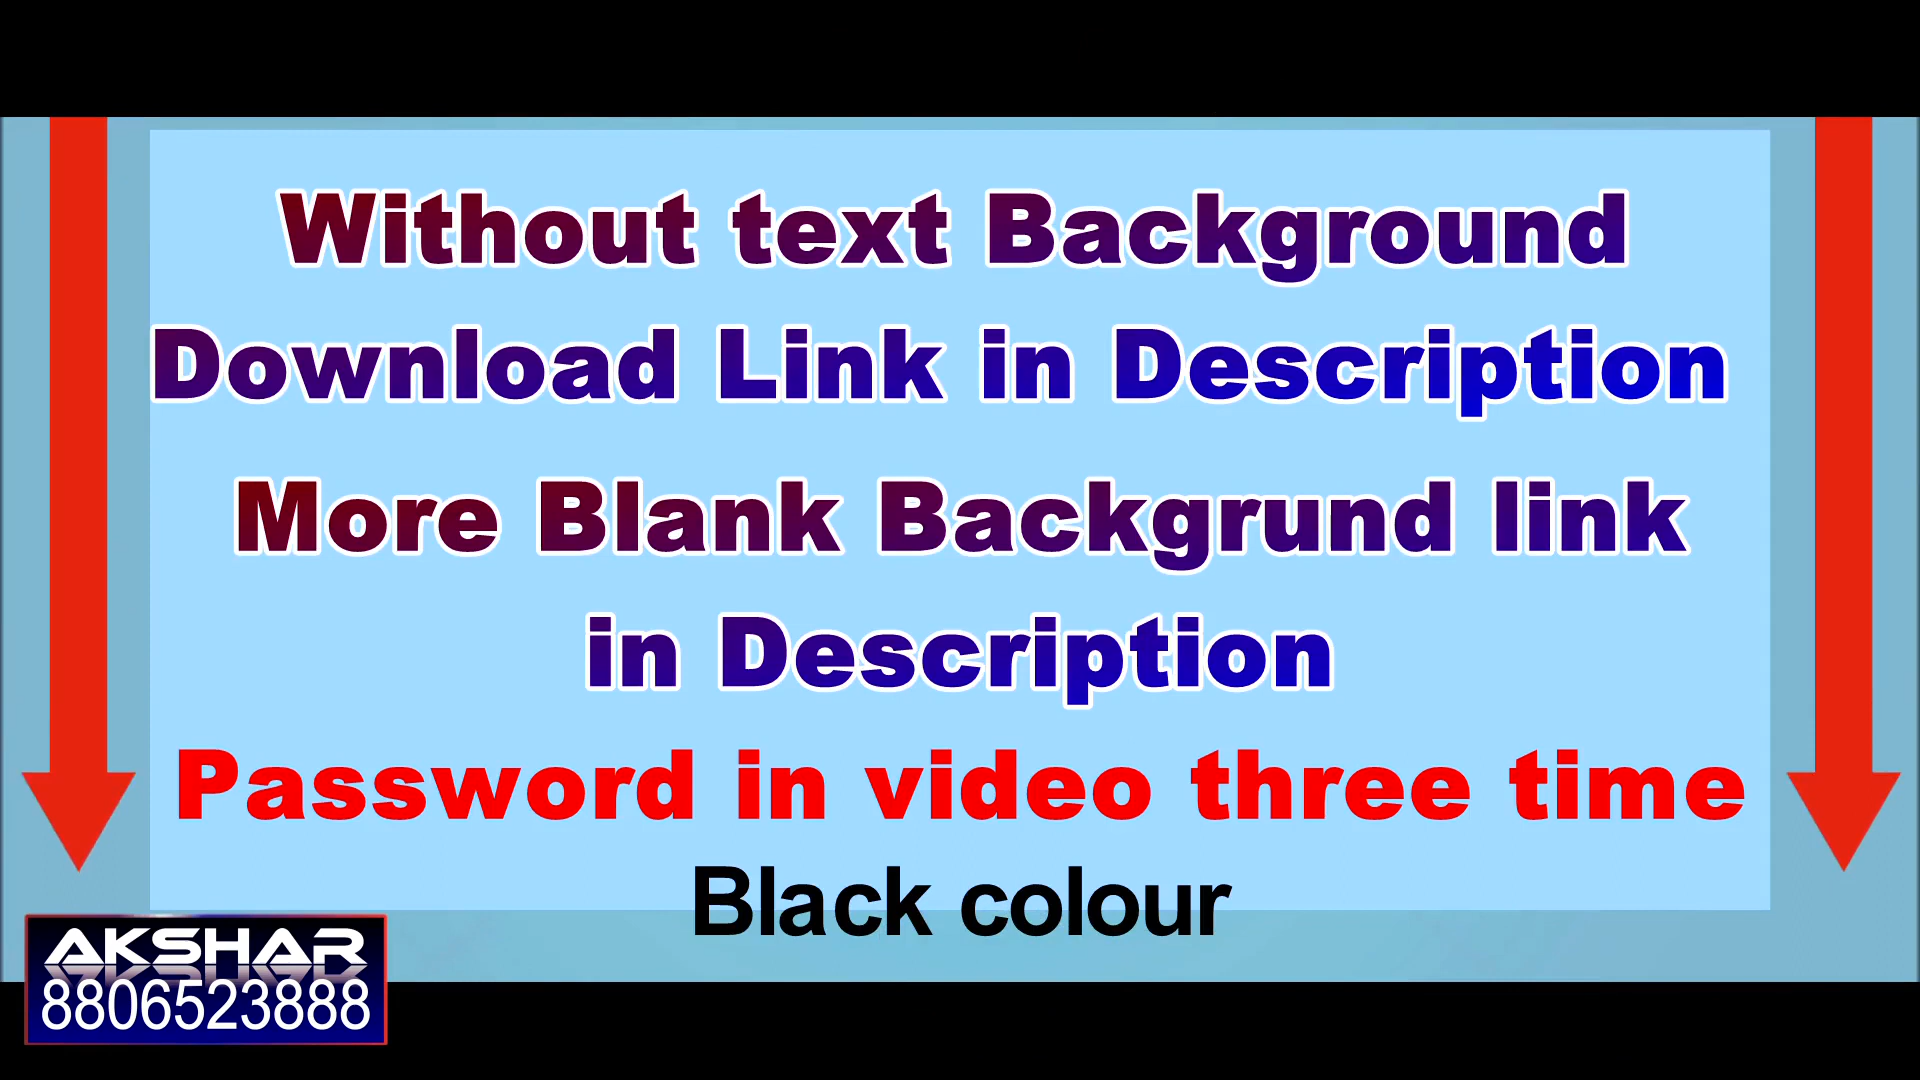 Without text Background
Download Link in Description
More Blank Backgrund link
in Description
Password in video three time
Black colour
AKSHAR
8806523888